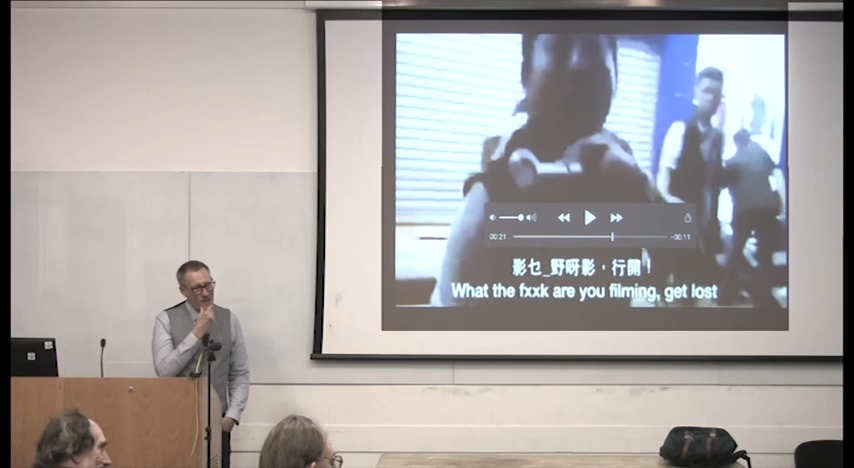 00:21
-00:11
影乜_野呀影，行開！
What the fxxk are you filming, get lost